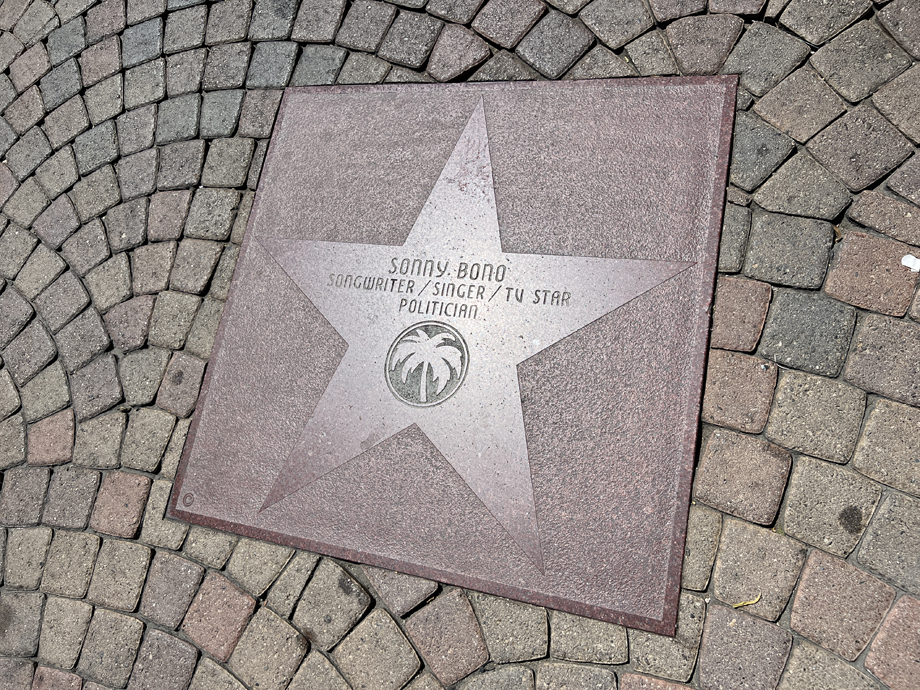 SONNY BONO
SONGWRITER/SINGER/TV STAR
POLITICIAN
©